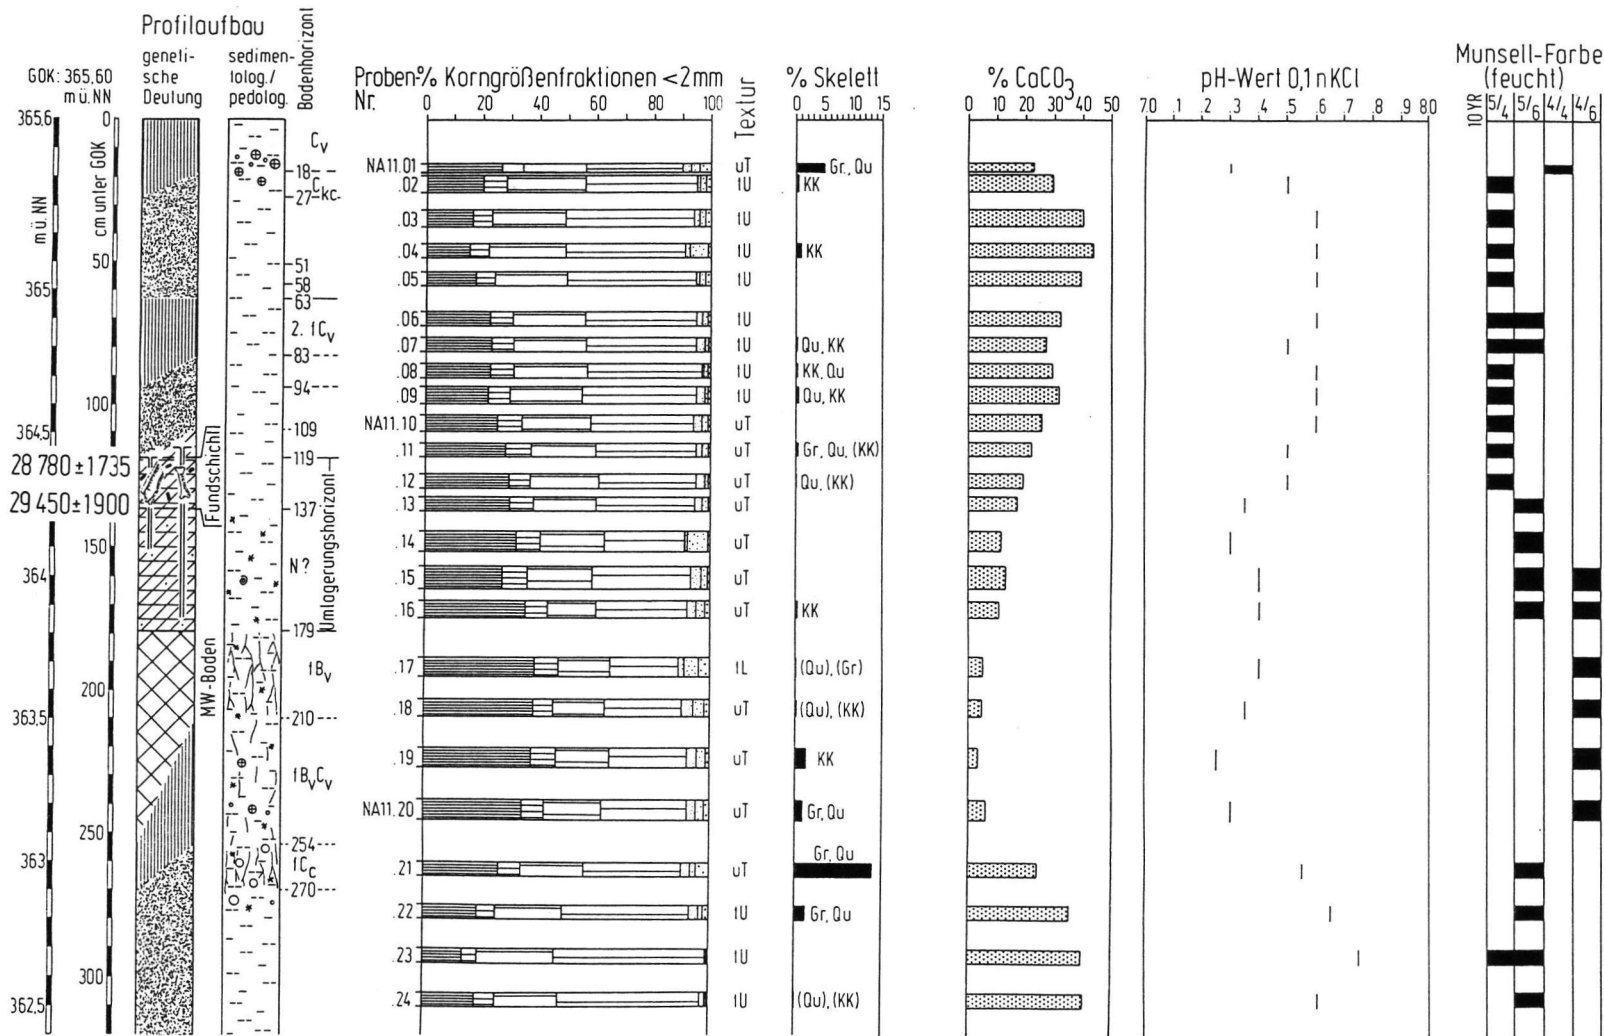 Profilaufbau
geneti-
sche
Deutung
sedimen-
tolog./
pedolog.
Bodenhorizont
GOK: 365,60
m ü. NN
Proben-
Nr.
% Korngrößenfraktionen <2mm
0 20 40 60 80 100
Textur
% Skelett
0 5 10 15
% CaCO3
0 10 20 30 40 50
pH-Wert 0,1 n KCl
7.0 .1 .2 .3 .4 .5 .6 .7 .8 .9 8.0
Munsell-Farbe
(feucht)
10 YR 5/4 5/6 4/4 4/6
m ü. NN
365,6
365
364,5
364
363,5
363
362,5
cm unter GOK
0
50
100
150
200
250
300
28 780 ±1735
29 450 ±1900
Fundschicht
MW-Boden
Umlagerungshorizont
Cv
18
Ckc
27
51
58
63
2. fCv
83
94
109
119
137
N ?
179
fBv
210
fBvCv
254
fCc
270
NA11.01 uT Gr, Qu
.02 tU KK
.03 tU
.04 tU KK
.05 tU
.06 tU
.07 tU Qu, KK
.08 tU KK, Qu
.09 tU Qu, KK
NA11.10 uT
.11 uT Gr, Qu, (KK)
.12 uT Qu, (KK)
.13 uT
.14 uT
.15 uT
.16 uT KK
.17 tL (Qu), (Gr)
.18 uT (Qu), (KK)
.19 uT KK
NA11.20 uT Gr, Qu
.21 uT Gr, Qu
.22 tU Gr, Qu
.23 tU
.24 tU (Qu), (KK)